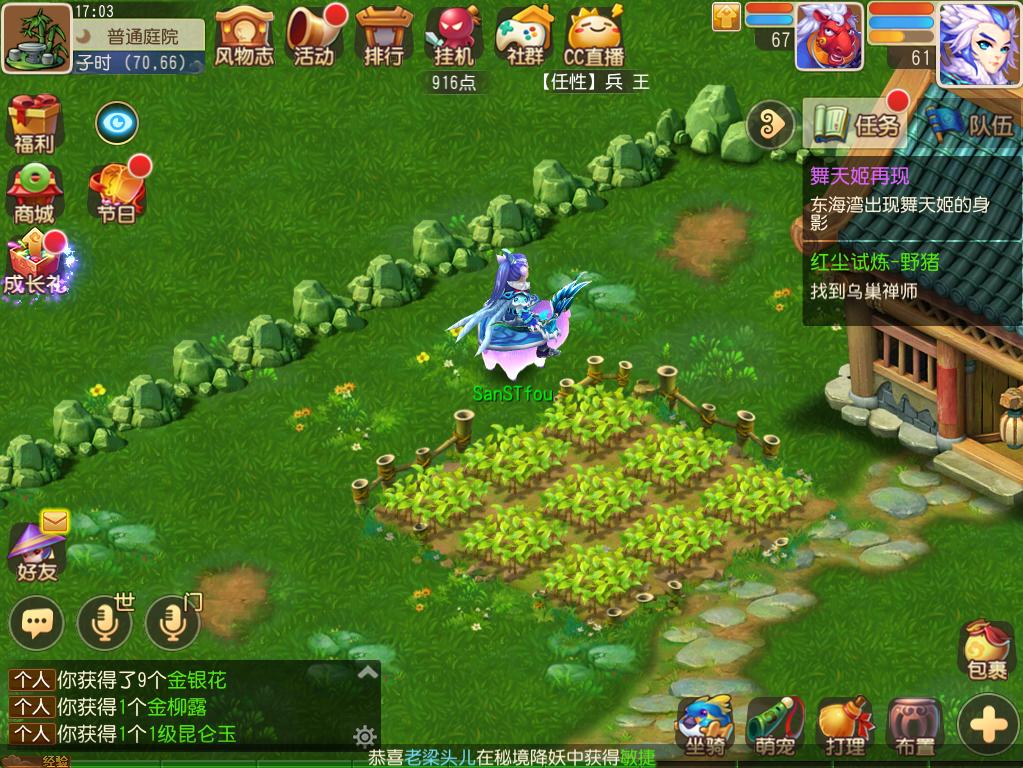 17:03
普通庭院
子时 (70,66)
风物志
活动
排行
挂机
社群
CC直播
916点
【任性】兵 王
67
61
福利
商城
节日
成长礼
任务
队伍
舞天姬再现
东海湾出现舞天姬的身
影
红尘试炼-野猪
找到乌巢禅师
SanSTfou
好友
世
门
个人 你获得了9个金银花
个人 你获得1个金柳露
个人 你获得1个1级昆仑玉
包裹
坐骑
萌宠
打理
布置
恭喜老梁头儿在秘境降妖中获得敏捷
经验